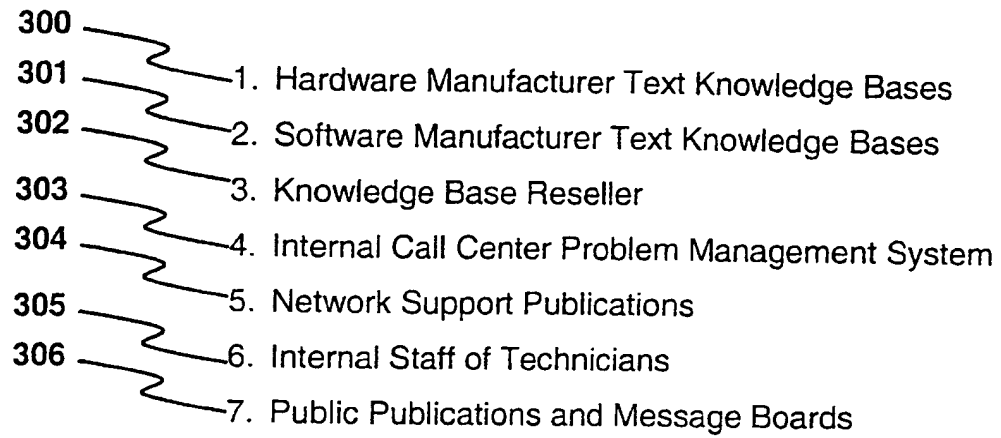 300
1. Hardware Manufacturer Text Knowledge Bases
301
2. Software Manufacturer Text Knowledge Bases
302
3. Knowledge Base Reseller
303
4. Internal Call Center Problem Management System
304
5. Network Support Publications
305
6. Internal Staff of Technicians
306
7. Public Publications and Message Boards